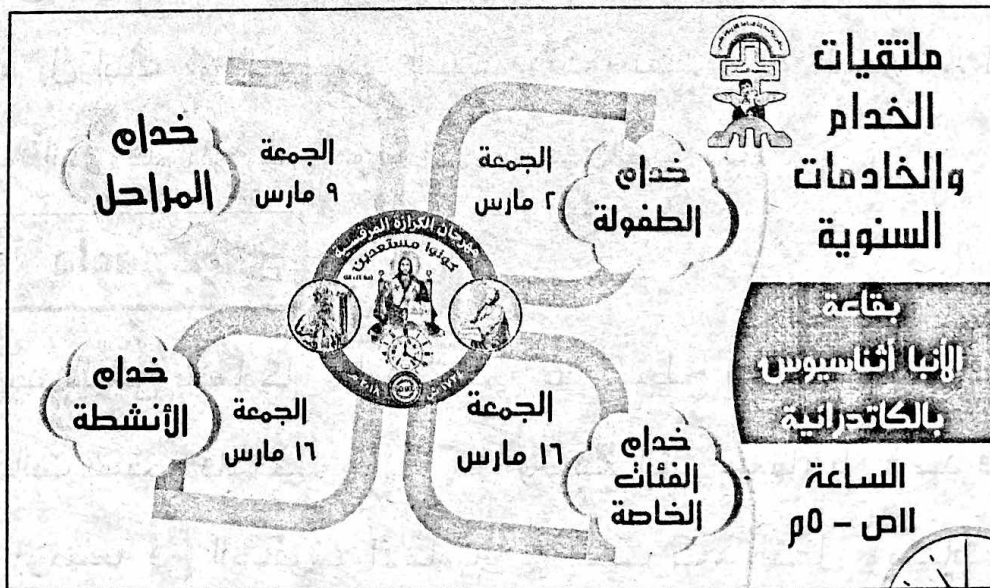 ملتقيات
الخدام
والخادمات
السنوية
بقاعة
الأنبا أثناسيوس
بالكاتدرانية
الساعة
١١ص - ٥م
خدام
الطفولة
الجمعة
٢ مارس
خدام
المراحل
الجمعة
٩ مارس
مهرجان الكرازة المرقسية
كونوا مستعدين
خدام
الأنشطة
الجمعة
١٦ مارس
خدام
الفئات
الخاصة
الجمعة
١٦ مارس